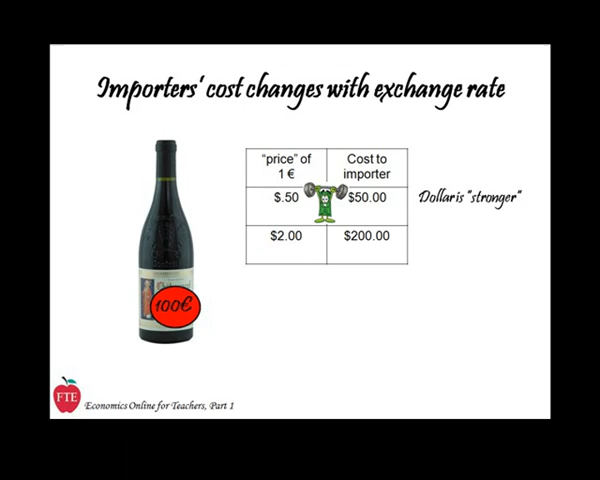 Importers' cost changes with exchange rate
"price" of
1 €
Cost to
importer
$.50
$50.00
Dollar is "stronger"
$2.00
$200.00
100€
FTE
Economics Online for Teachers, Part 1